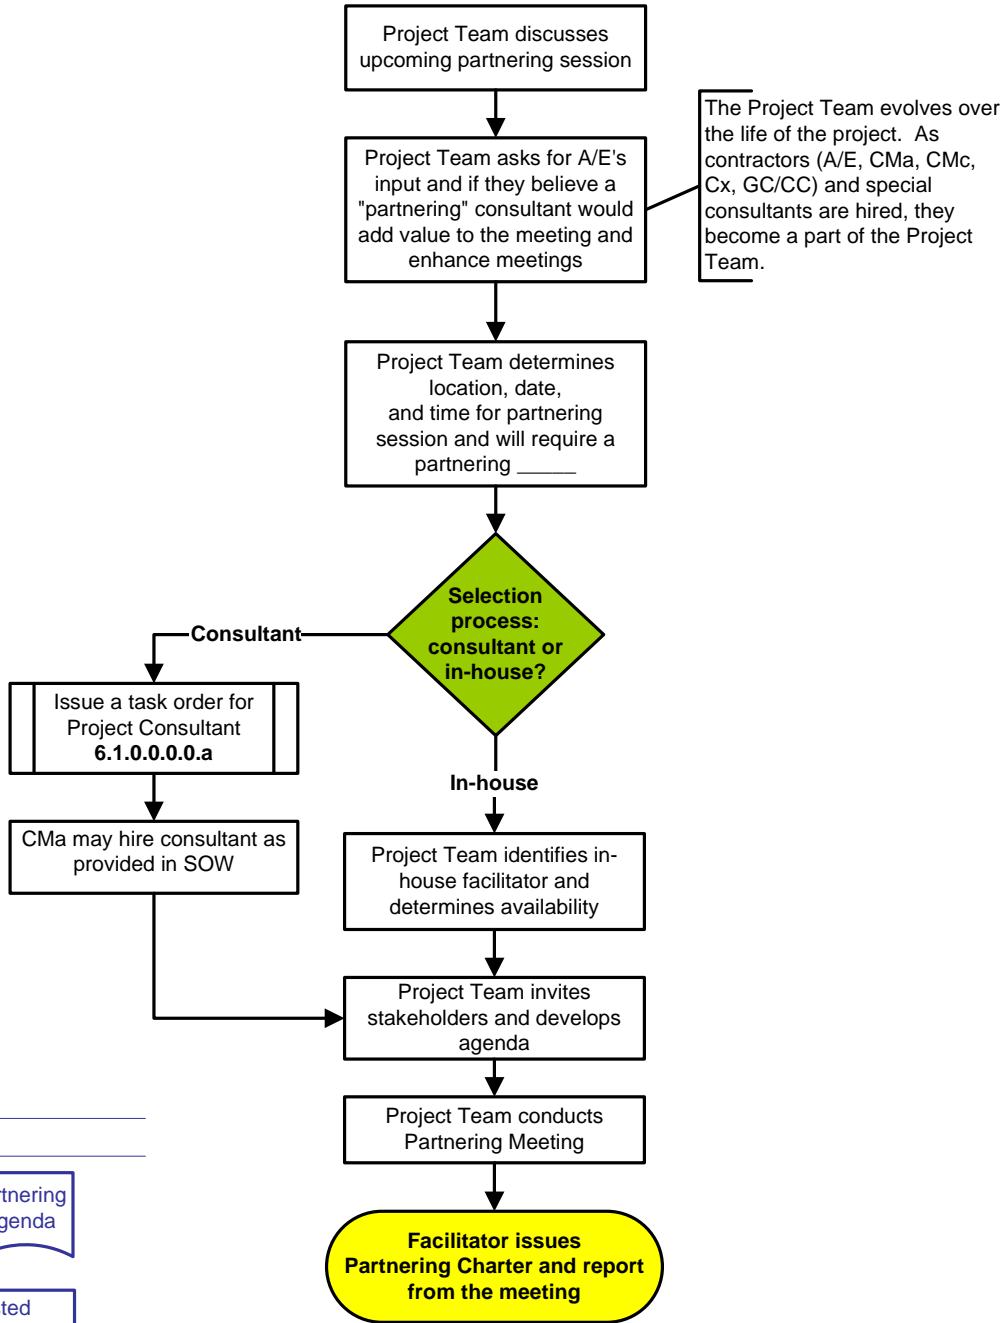 Project Team discusses
upcoming partnering session
The Project Team evolves over
the life of the project.  As
contractors (A/E, CMa, CMc,
Cx, GC/CC) and special
consultants are hired, they
become a part of the Project
Team.
Project Team asks for A/E's
input and if they believe a
"partnering" consultant would
add value to the meeting and
enhance meetings
Project Team determines
location, date,
and time for partnering
session and will require a
partnering _____
Selection
process:
consultant or
in-house?
Consultant
Issue a task order for
Project Consultant
6.1.0.0.0.0.a
In-house
CMa may hire consultant as
provided in SOW
Project Team identifies in-
house facilitator and
determines availability
Project Team invites
stakeholders and develops
agenda
Project Team conducts
Partnering Meeting
Facilitator issues
Partnering Charter and report
from the meeting